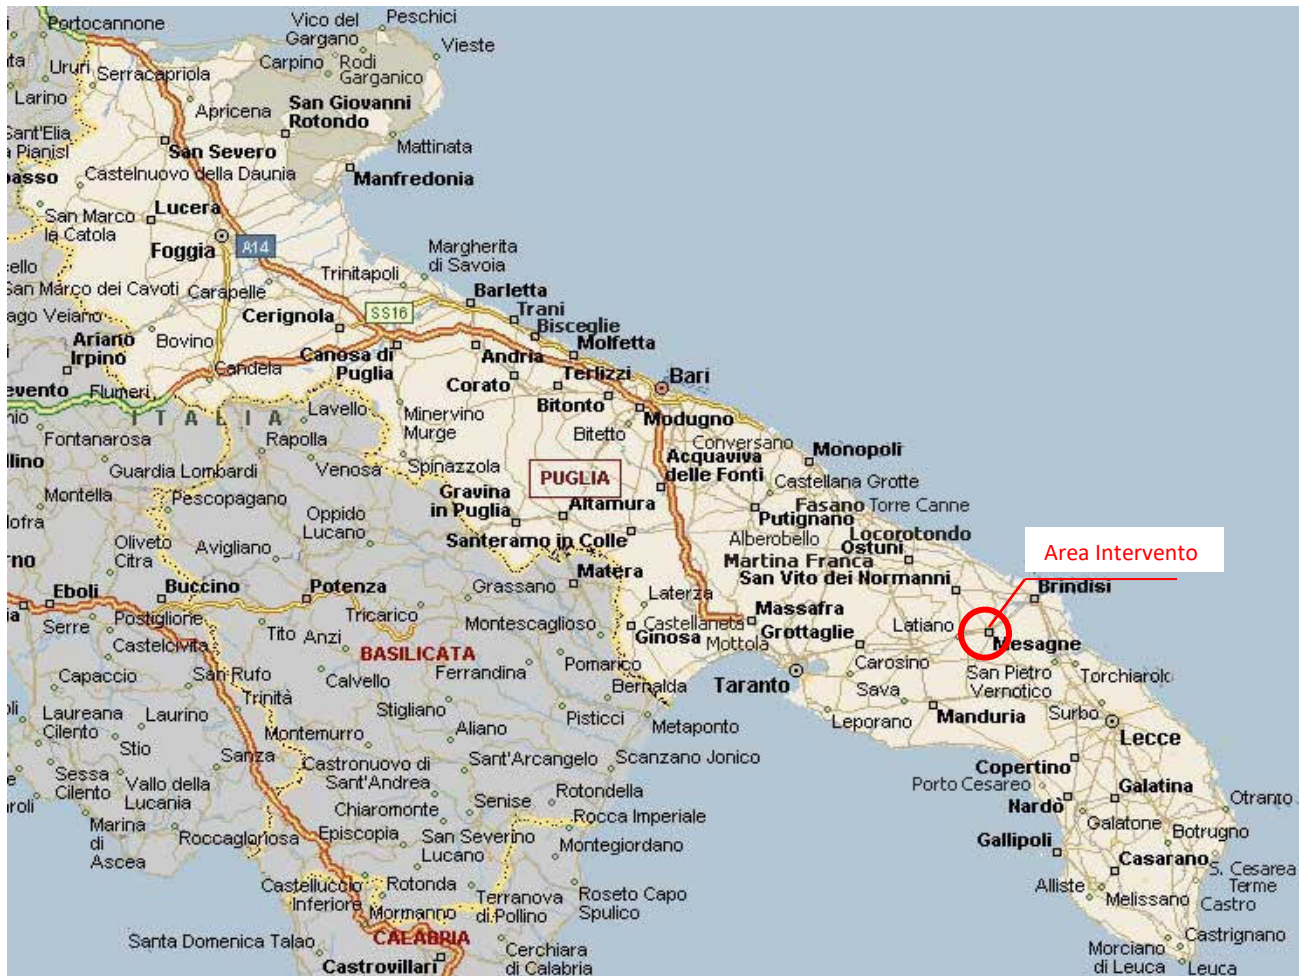 Portocannone
Vico del
Gargano
Peschici
Vieste
Ururi
Serracapriola
Carpino
Rodi
Garganico
Larino
Apricena
San Giovanni
Rotondo
Sant'Elia
a Pianisi
San Severo
Mattinata
Castelnuovo della Daunia
Manfredonia
San Marco
la Catola
Lucera
Foggia
A14
Margherita
di Savoia
Trinitapoli
San Marco dei Cavoti
Carapelle
Barletta
Cerignola
SS16
Trani
Bisceglie
Ariano
Irpino
Bovino
Canosa di
Puglia
Andria
Molfetta
Candela
Corato
Terlizzi
Bari
Flumeri
ITALIA
Lavello
Minervino
Murge
Bitonto
Modugno
Fontanarosa
Rapolla
Bitetto
Conversano
Monopoli
Guardia Lombardi
Venosa
Spinazzola
PUGLIA
Acquaviva
delle Fonti
Castellana Grotte
Montella
Pescopagano
Gravina
in Puglia
Altamura
Fasano
Torre Canne
Oppido
Lucano
Putignano
Oliveto
Citra
Avigliano
Santeramo in Colle
Alberobello
Locorotondo
Ostuni
Area Intervento
Martina Franca
Eboli
Buccino
Potenza
Grassano
Matera
San Vito dei Normanni
Brindisi
Laterza
Serre
Postiglione
Tricarico
Massafra
Castelcivita
Tito
Anzi
Montescaglioso
Castellaneta
Ginosa
Mottola
Grottaglie
Latiano
Mesagne
BASILICATA
Capaccio
San Rufo
Calvello
Ferrandina
Pomarico
Carosino
San Pietro
Vernotico
Torchiarolo
Trinità
Bernalda
Taranto
Sava
Laureana
Cilento
Laurino
Stigliano
Pisticci
Leporano
Manduria
Surbo
Stio
Montemurro
Aliano
Metaponto
Lecce
Sanza
Castronuovo di
Sant'Andrea
Sant'Arcangelo
Scanzano Jonico
Copertino
Sessa
Cilento
Vallo della
Lucania
Porto Cesareo
Galatina
Chiaromonte
Senise
Rotondella
Nardò
Otranto
Marina
di
Ascea
Roccagloriosa
Episcopia
San Severino
Lucano
Rocca Imperiale
Galatone
Botrugno
Montegiordano
Gallipoli
Casarano
S. Cesarea
Terme
Castelluccio
Inferiore
Rotonda
Terranova
di Pollino
Roseto Capo
Spulico
Alliste
Melissano
Castro
Mormanno
Santa Domenica Talao
CALABRIA
Cerchiara
di Calabria
Castrignano
Castrovillari
Morciano
di Leuca
Leuca